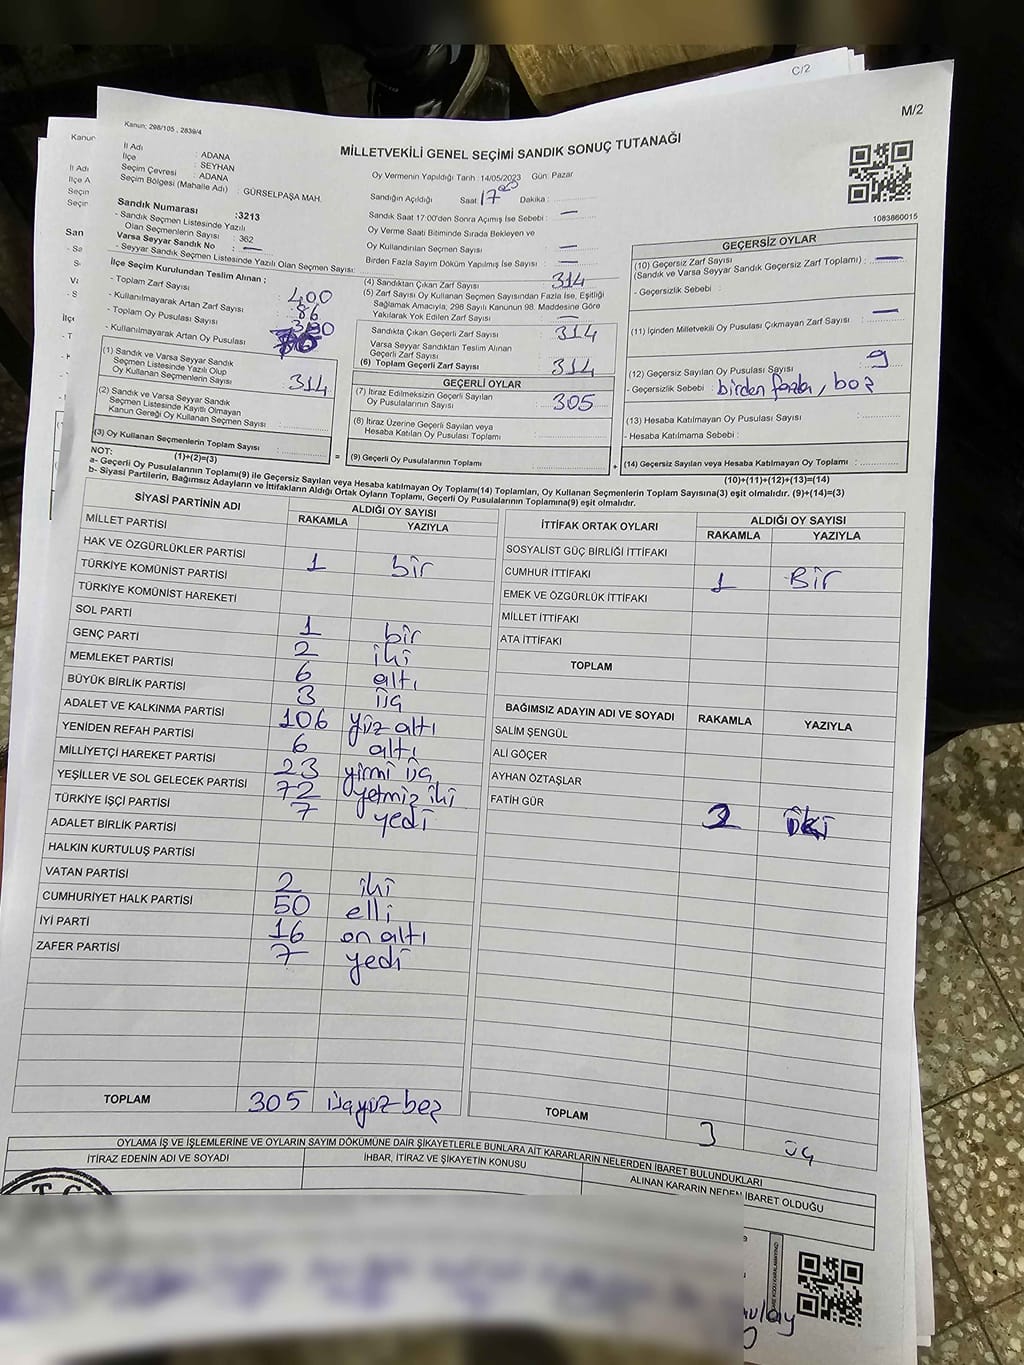 C/2
M/2
Kanun; 298/105 , 2839/4
MİLLETVEKİLİ GENEL SEÇİMİ SANDIK SONUÇ TUTANAĞI
İl Adı : ADANA
İlçe : SEYHAN
Seçim Çevresi : ADANA
Seçim Bölgesi (Mahalle Adı) : GÜRSELPAŞA MAH.
Sandık Numarası :3213
- Sandık Seçmen Listesinde Yazılı
Olan Seçmenlerin Sayısı : 362
Varsa Seyyar Sandık No : —
- Seyyar Sandık Seçmen Listesinde Yazılı Olan Seçmen Sayısı:
Oy Vermenin Yapıldığı Tarih : 14/05/2023 Gün: Pazar
Sandığın Açıldığı Saat: Dakika :
Sandık Saat 17 00'den Sonra Açımış İse Sebebi : —
Oy Verme Saati Bitiminde Sırada Bekleyen ve
Oy Kullandırılan Seçmen Sayısı : —
Birden Fazla Sayım Döküm Yapılmış İse Sayısı : —
1083860015
İlçe Seçim Kurulundan Teslim Alınan ;
- Toplam Zarf Sayısı : 400
- Kullanılmayarak Artan Zarf Sayısı : 86
- Toplam Oy Pusulası Sayısı :
- Kullanılmayarak Artan Oy Pusulası :
(1) Sandık ve Varsa Seyyar Sandık
Seçmen Listesinde Yazılı Olup
Oy Kullanan Seçmenlerin Sayısı : 314
(2) Sandık ve Varsa Seyyar Sandık
Seçmen Listesinde Kayıtlı Olmayan
Kanun Gereği Oy Kullanan Seçmen Sayısı :
(3) Oy Kullanan Seçmenlerin Toplam Sayısı :
(1)+(2)=(3)
(4) Sandıktan Çıkan Zarf Sayısı : 314
(5) Zarf Sayısı Oy Kullanan Seçmen Sayısından Fazla İse, Eşitliği
Sağlamak Amacıyla; 298 Sayılı Kanunun 98. Maddesine Göre
Yakılarak Yok Edilen Zarf Sayısı : —
Sandıkta Çıkan Geçerli Zarf Sayısı : 314
Varsa Seyyar Sandıktan Teslim Alınan
Geçerli Zarf Sayısı :
(6) Toplam Geçerli Zarf Sayısı : 314
GEÇERLİ OYLAR
(7) İtiraz Edilmeksizin Geçerli Sayılan
Oy Pusulalarının Sayısı : 305
(8) İtiraz Üzerine Geçerli Sayılan veya
Hesaba Katılan Oy Pusulası Toplamı :
= (9) Geçerli Oy Pusulalarının Toplamı :
GEÇERSİZ OYLAR
(10) Geçersiz Zarf Sayısı
(Sandık ve Varsa Seyyar Sandık Geçersiz Zarf Toplamı) : —
- Geçersizlik Sebebi :
(11) İçinden Milletvekili Oy Pusulası Çıkmayan Zarf Sayısı : —
(12) Geçersiz Sayılan Oy Pusulası Sayısı : 9
- Geçersizlik Sebebi : birden fazla, boş
(13) Hesaba Katılmayan Oy Pusulası Sayısı :
- Hesaba Katılmama Sebebi :
+ (14) Geçersiz Sayılan veya Hesaba Katılmayan Oy Toplamı :
(10)+(11)+(12)+(13)=(14)
NOT:
a- Geçerli Oy Pusulalarının Toplamı(9) ile Geçersiz Sayılan veya Hesaba Katılmayan Oy Toplamı(14) Toplamları, Oy Kullanan Seçmenlerin Toplam Sayısına(3) eşit olmalıdır. (9)+(14)=(3)
b- Siyasi Partilerin, Bağımsız Adayların ve İttifakların Aldığı Ortak Oyların Toplamı, Geçerli Oy Pusulalarının Toplamına(9) eşit olmalıdır.
SİYASİ PARTİNİN ADI ALDIĞI OY SAYISI
RAKAMLA YAZIYLA
MİLLET PARTİSİ
HAK VE ÖZGÜRLÜKLER PARTİSİ 1 bir
TÜRKİYE KOMÜNİST PARTİSİ
TÜRKİYE KOMÜNİST HAREKETİ
SOL PARTİ 1 bir
GENÇ PARTİ 2 iki
MEMLEKET PARTİSİ 6 altı
BÜYÜK BİRLİK PARTİSİ 3 üç
ADALET VE KALKINMA PARTİSİ 106 yüz altı
YENİDEN REFAH PARTİSİ 6 altı
MİLLİYETÇİ HAREKET PARTİSİ 23 yirmi üç
YEŞİLLER VE SOL GELECEK PARTİSİ 72 yetmiş iki
TÜRKİYE İŞÇİ PARTİSİ 7 yedi
ADALET BİRLİK PARTİSİ
HALKIN KURTULUŞ PARTİSİ
VATAN PARTİSİ 2 iki
CUMHURİYET HALK PARTİSİ 50 elli
İYİ PARTİ 16 on altı
ZAFER PARTİSİ 7 yedi
TOPLAM 305 üçyüz beş
İTTİFAK ORTAK OYLARI ALDIĞI OY SAYISI
RAKAMLA YAZIYLA
SOSYALİST GÜÇ BİRLİĞİ İTTİFAKI
CUMHUR İTTİFAKI 1 BİR
EMEK VE ÖZGÜRLÜK İTTİFAKI
MİLLET İTTİFAKI
ATA İTTİFAKI
TOPLAM
BAĞIMSIZ ADAYIN ADI VE SOYADI RAKAMLA YAZIYLA
SALİM ŞENGÜL
ALİ GÖÇER
AYHAN ÖZTAŞLAR
FATİH GÜR 2 iki
TOPLAM 3 üç
OYLAMA İŞ VE İŞLEMLERİNE VE OYLARIN SAYIM DÖKÜMÜNE DAİR ŞİKAYETLERLE BUNLARA AİT KARARLARIN NELERDEN İBARET BULUNDUKLARI
İTİRAZ EDENİN ADI VE SOYADI İHBAR, İTİRAZ VE ŞİKAYETİN KONUSU ALINAN KARARIN NEDEN İBARET OLDUĞU
T.C.